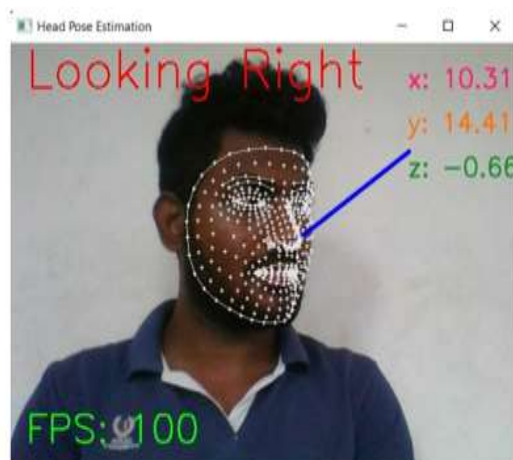 Head Pose Estimation
Looking Right
x: 10.31
y: 14.41
z: -0.66
FPS: 100